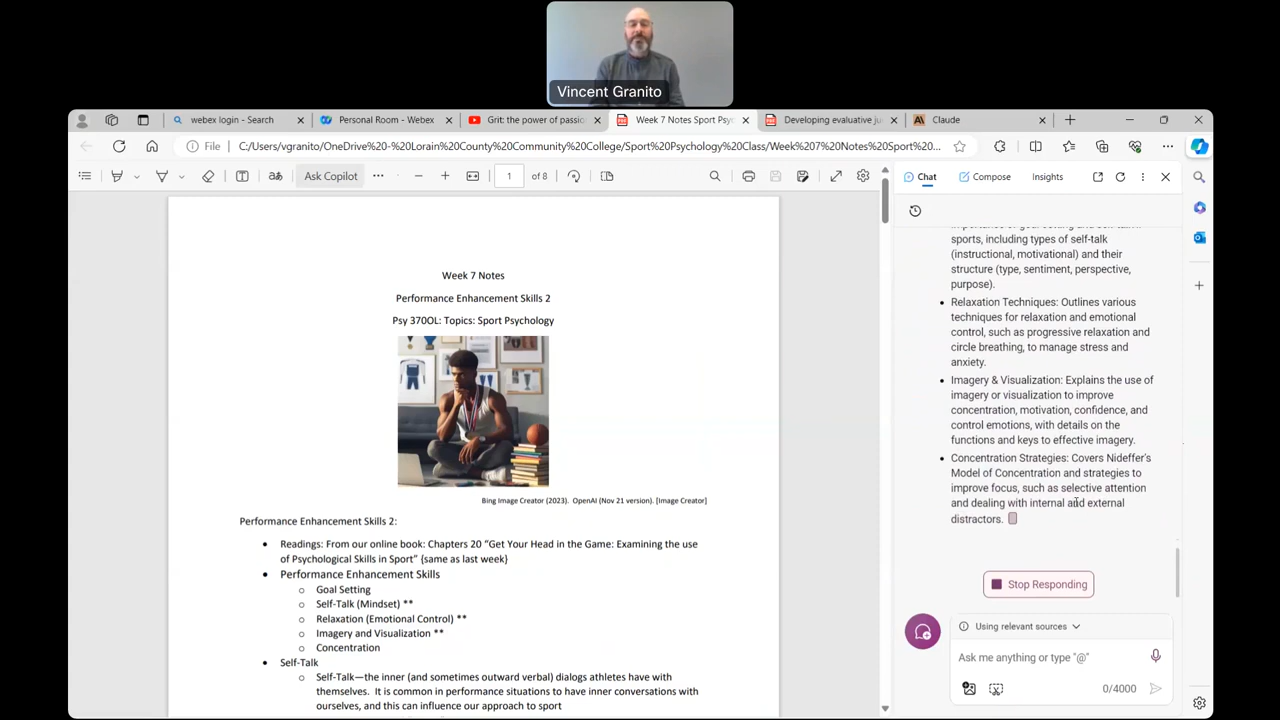 Vincent Granito
webex login - Search
Personal Room - Webex
Grit: the power of passio
Week 7 Notes Sport Psyc
Developing evaluative ju
Claude
File
C:/Users/vgranito/OneDrive%20-%20Lorain%20County%20Community%20College/Sport%20Psychology%20Class/Week%207%20Notes%20Sport%20...
Ask Copilot
1 of 8
Chat
Compose
Insights
Week 7 Notes
Performance Enhancement Skills 2
Psy 370OL: Topics: Sport Psychology
Bing Image Creator (2023). OpenAI (Nov 21 version). [Image Creator]
Performance Enhancement Skills 2:
• Readings: From our online book: Chapters 20 “Get Your Head in the Game: Examining the use
of Psychological Skills in Sport” {same as last week}
• Performance Enhancement Skills
o Goal Setting
o Self-Talk (Mindset) **
o Relaxation (Emotional Control) **
o Imagery and Visualization **
o Concentration
• Self-Talk
o Self-Talk—the inner (and sometimes outward verbal) dialogs athletes have with
themselves. It is common in performance situations to have inner conversations with
ourselves, and this can influence our approach to sport
sports, including types of self-talk
(instructional, motivational) and their
structure (type, sentiment, perspective,
purpose).
• Relaxation Techniques: Outlines various
techniques for relaxation and emotional
control, such as progressive relaxation and
circle breathing, to manage stress and
anxiety.
• Imagery & Visualization: Explains the use of
imagery or visualization to improve
concentration, motivation, confidence, and
control emotions, with details on the
functions and keys to effective imagery.
• Concentration Strategies: Covers Nideffer's
Model of Concentration and strategies to
improve focus, such as selective attention
and dealing with internal and external
distractors.
Stop Responding
Using relevant sources
Ask me anything or type "@"
0/4000